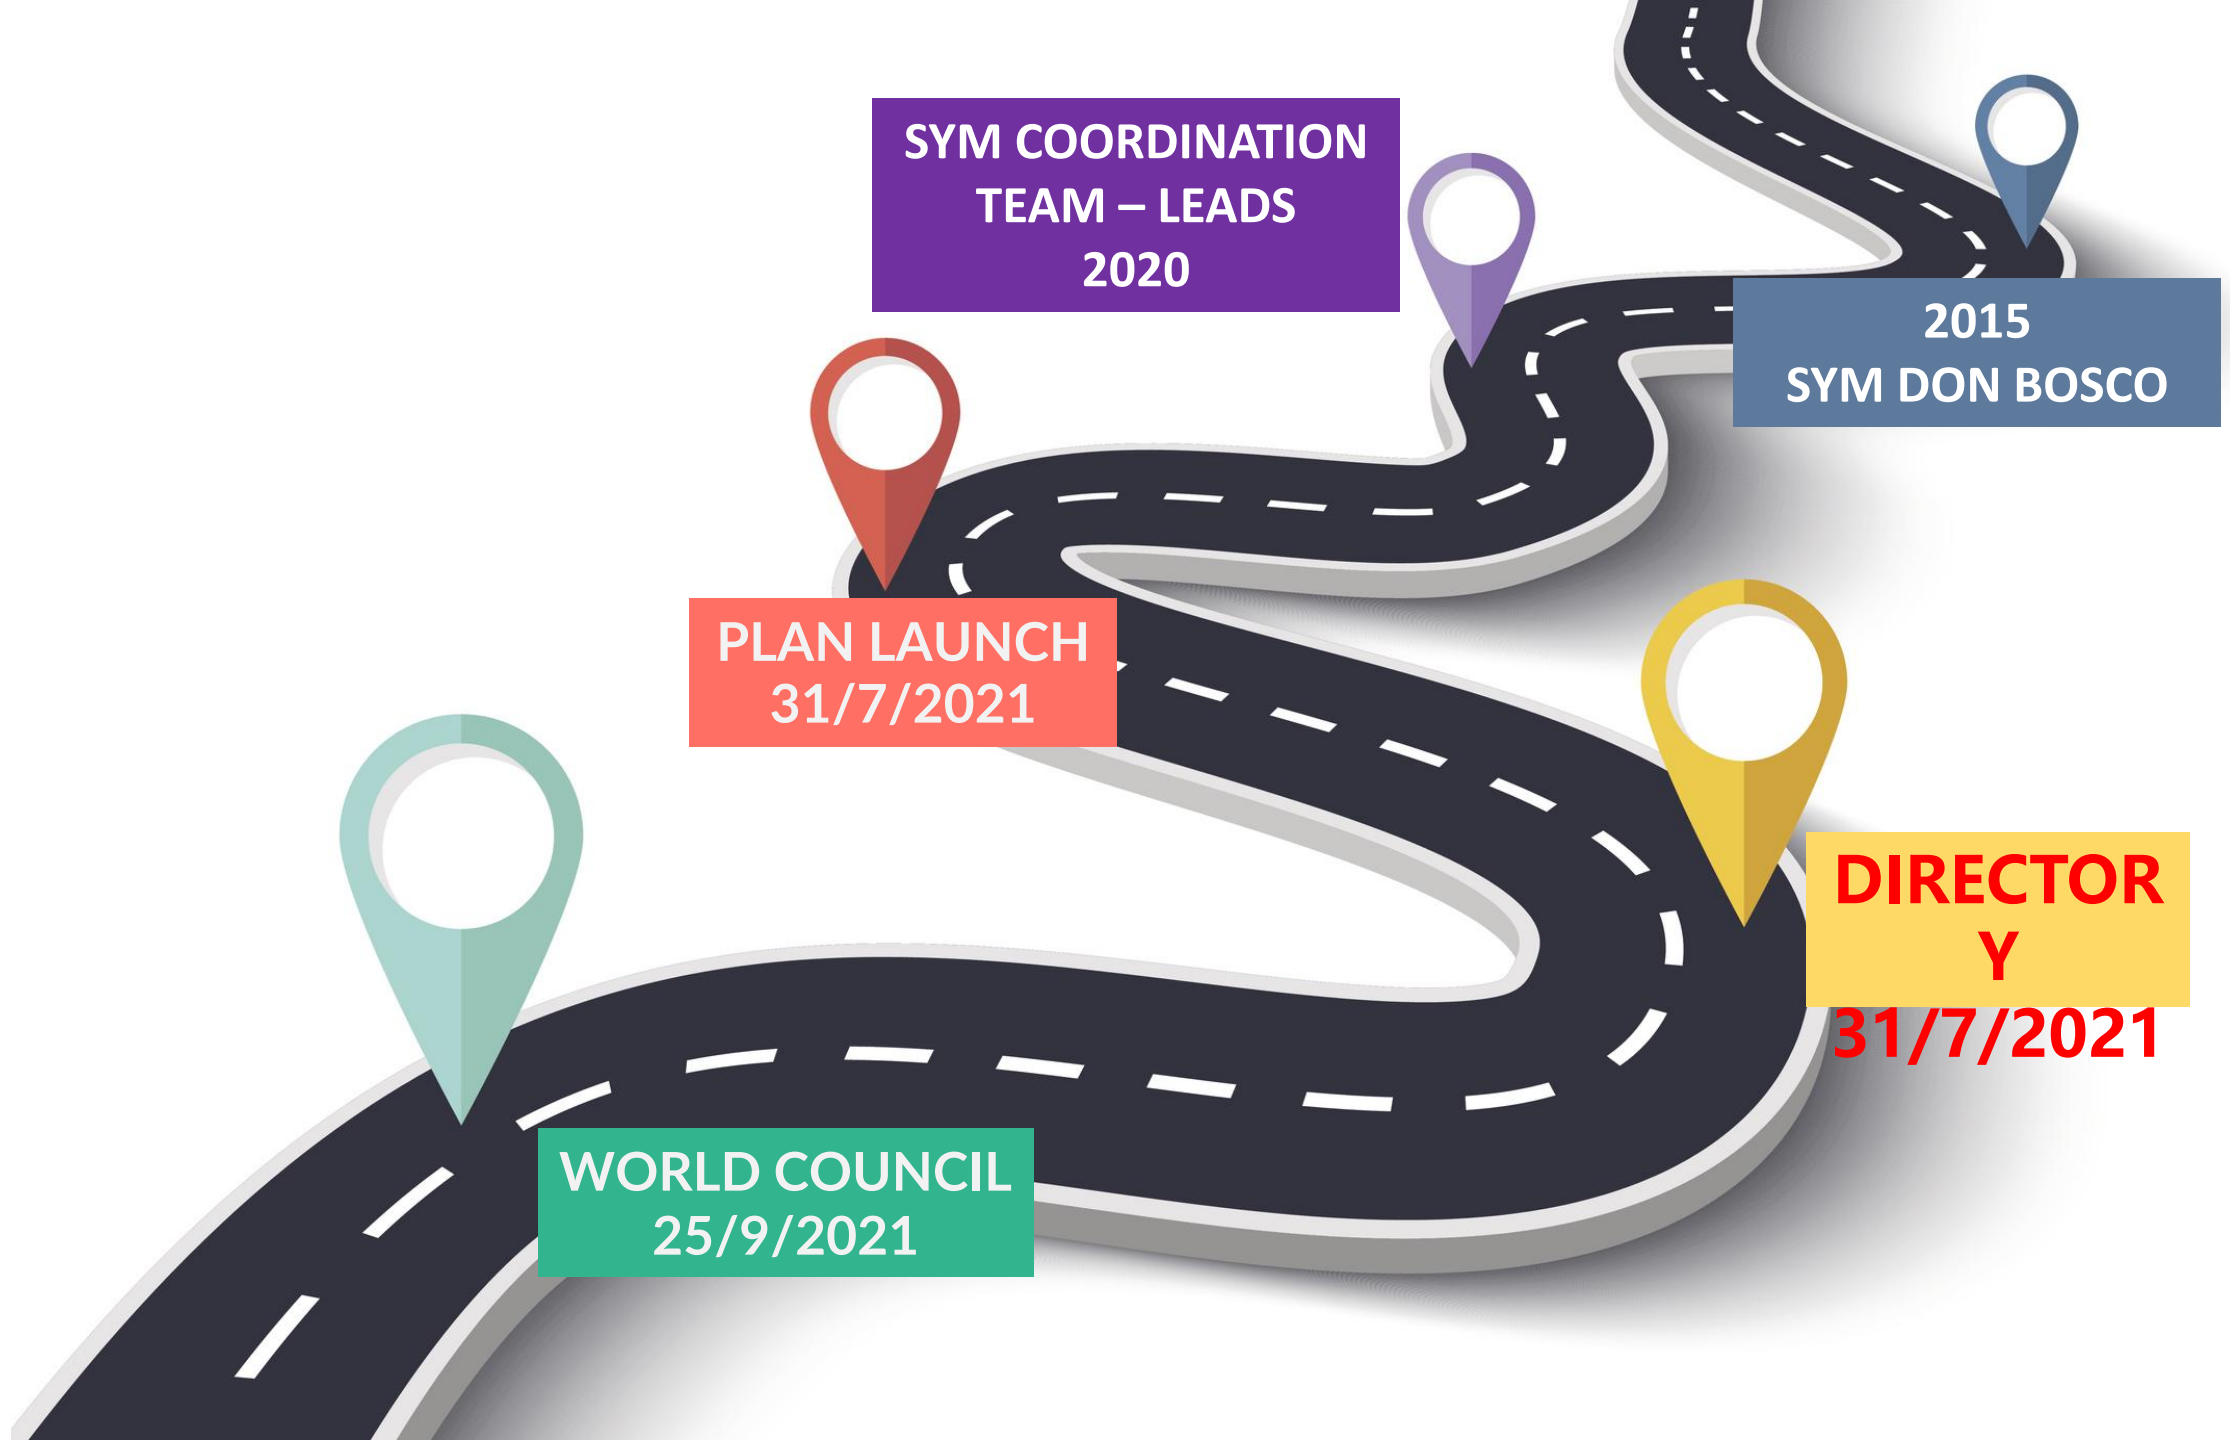 SYM COORDINATION
TEAM – LEADS
2020
2015
SYM DON BOSCO
PLAN LAUNCH
31/7/2021
DIRECTOR
Y
31/7/2021
WORLD COUNCIL
25/9/2021